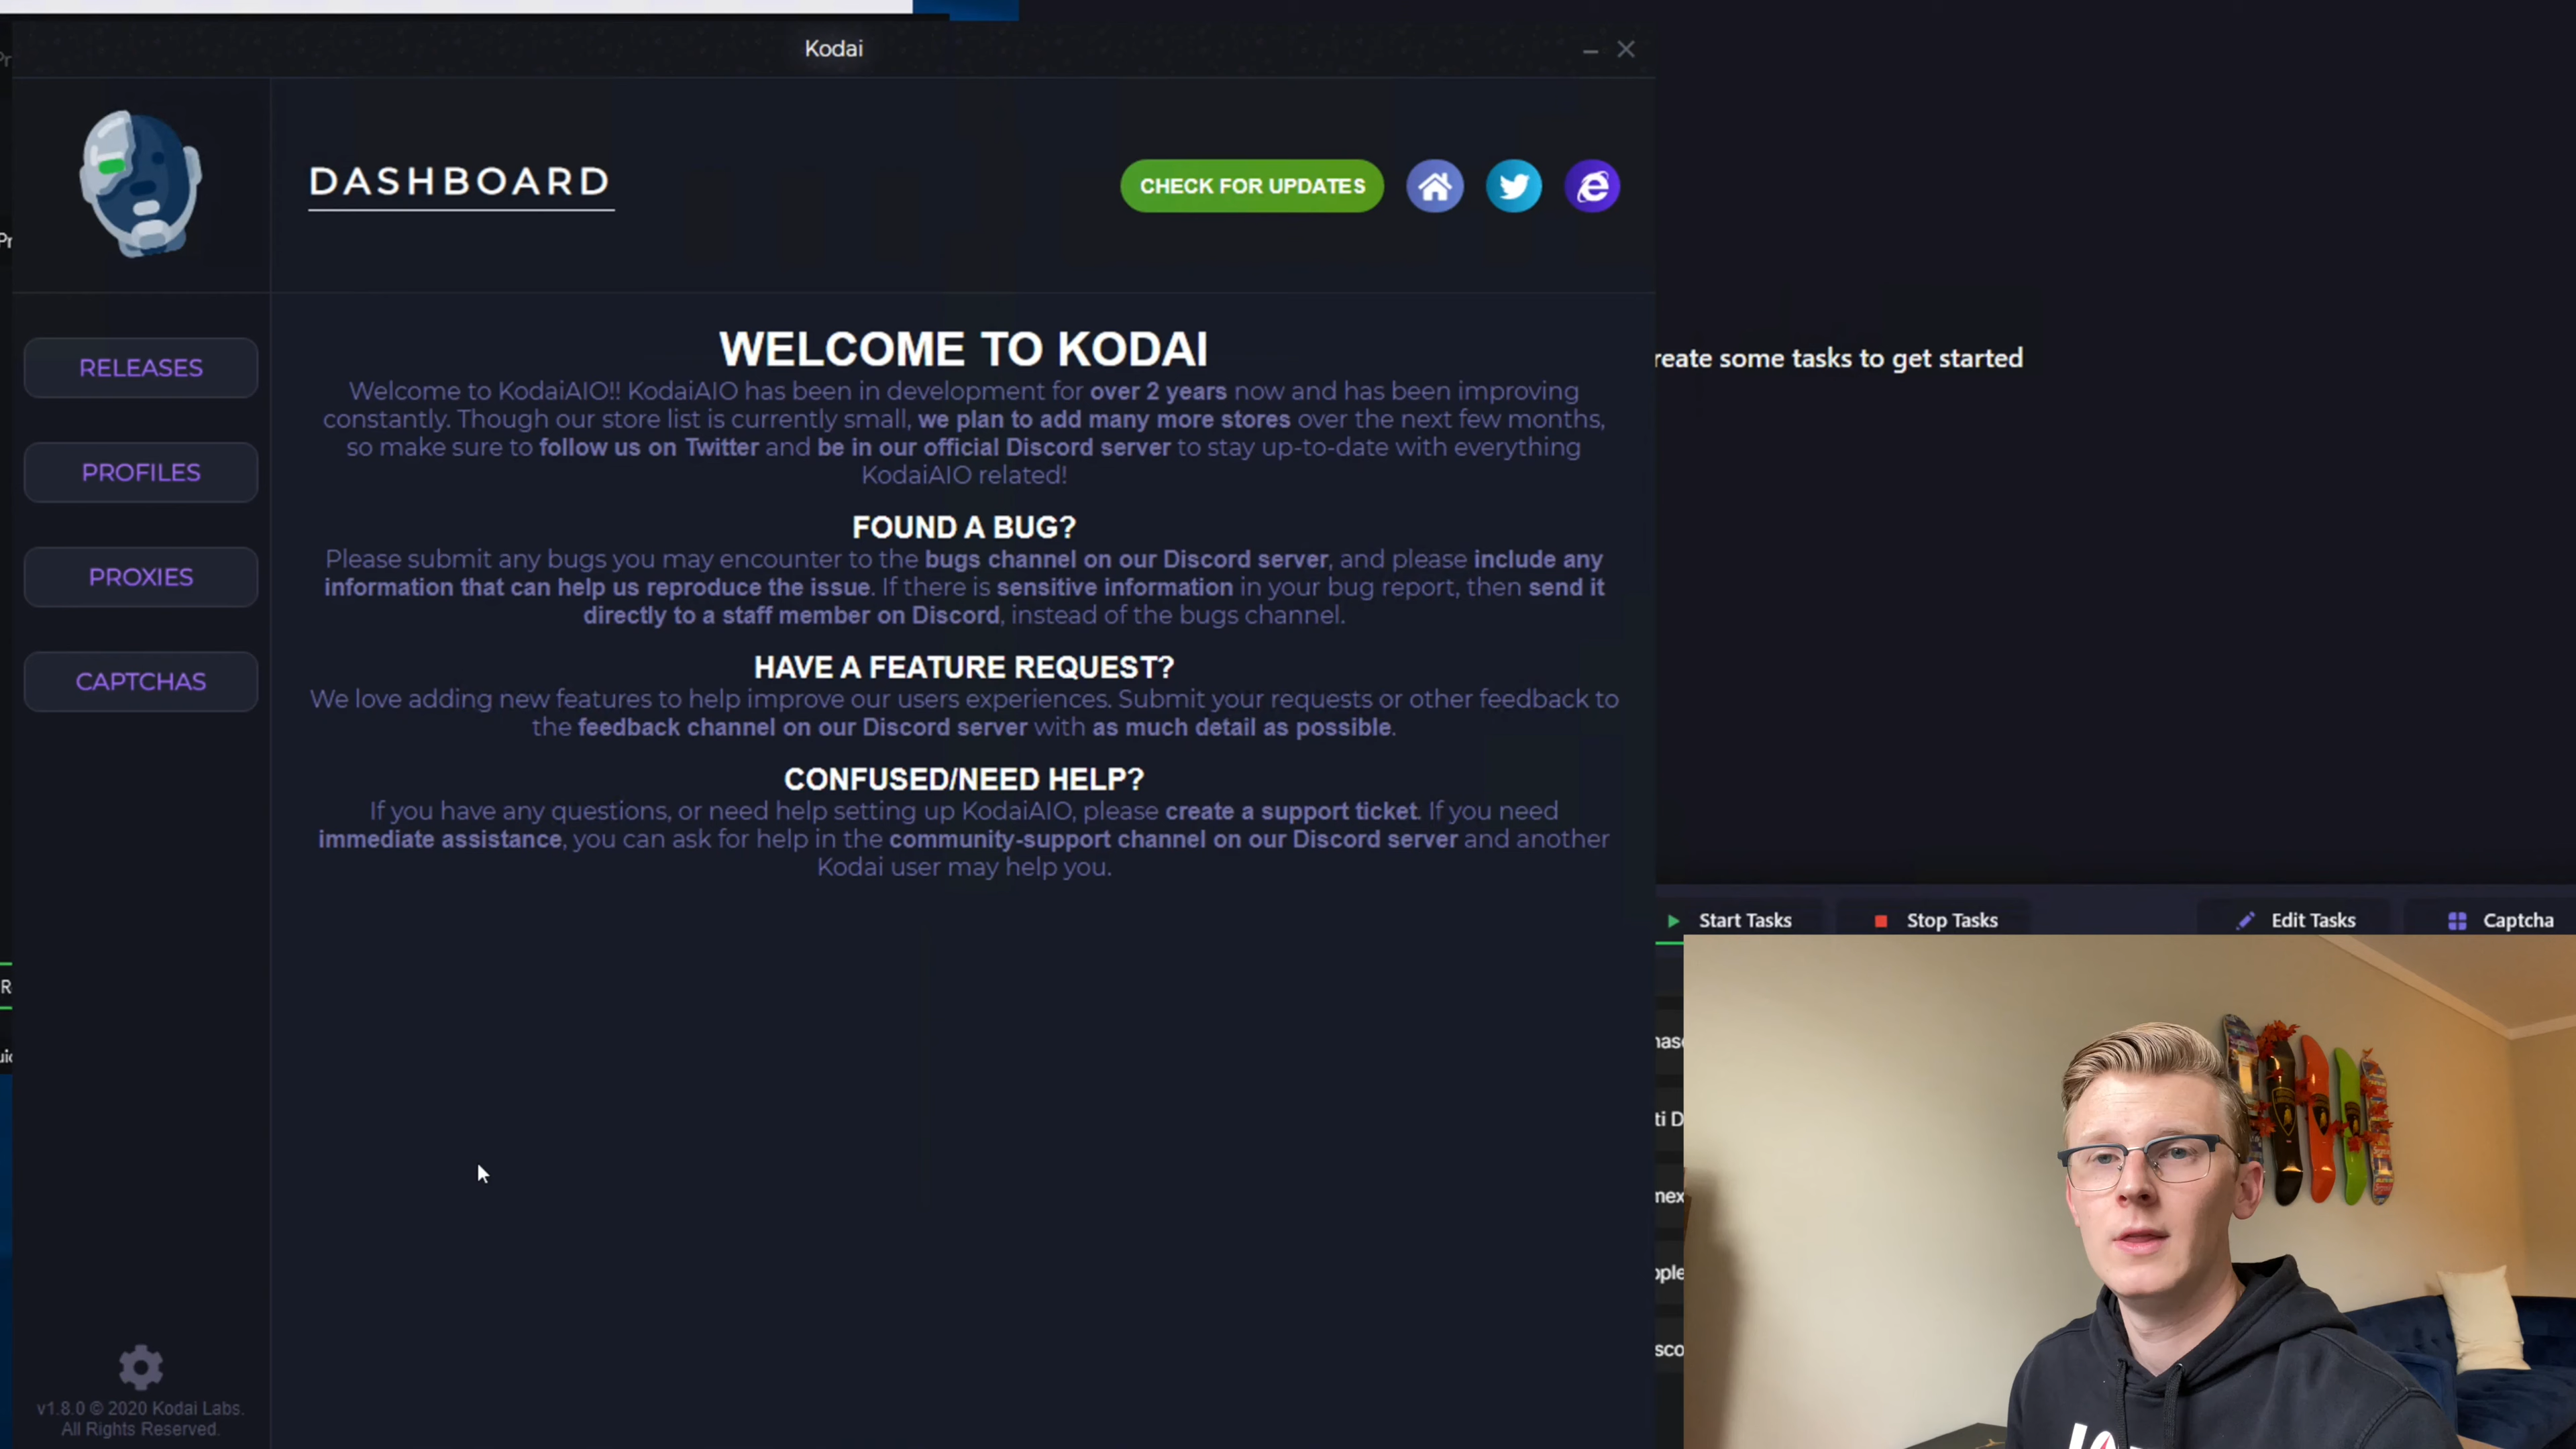 Kodai
DASHBOARD
CHECK FOR UPDATES
RELEASES
PROFILES
PROXIES
CAPTCHAS
WELCOME TO KODAI
Welcome to KodaiAIO!! KodaiAIO has been in development for over 2 years now and has been improving
constantly. Though our store list is currently small, we plan to add many more stores over the next few months,
so make sure to follow us on Twitter and be in our official Discord server to stay up-to-date with everything
KodaiAIO related!
FOUND A BUG?
Please submit any bugs you may encounter to the bugs channel on our Discord server, and please include any
information that can help us reproduce the issue. If there is sensitive information in your bug report, then send it
directly to a staff member on Discord, instead of the bugs channel.
HAVE A FEATURE REQUEST?
We love adding new features to help improve our users experiences. Submit your requests or other feedback to
the feedback channel on our Discord server with as much detail as possible.
CONFUSED/NEED HELP?
If you have any questions, or need help setting up KodaiAIO, please create a support ticket. If you need
immediate assistance, you can ask for help in the community-support channel on our Discord server and another
Kodai user may help you.
v1.8.0 © 2020 Kodai Labs.
All Rights Reserved.
reate some tasks to get started
Start Tasks
Stop Tasks
Edit Tasks
Captcha